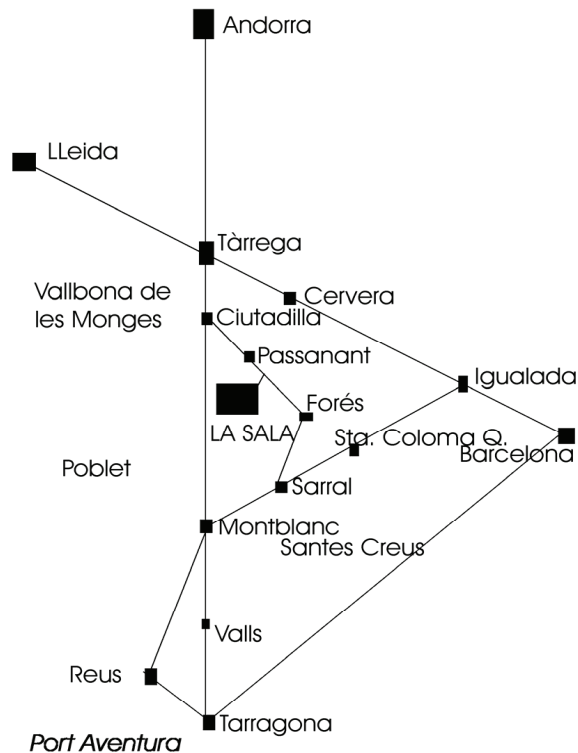 Andorra
LLeida
Tàrrega
Vallbona de
les Monges
Cervera
Ciutadilla
Passanant
Igualada
Forés
LA SALA
Sta. Coloma Q.
Barcelona
Poblet
Sarral
Montblanc
Santes Creus
Valls
Reus
Tarragona
Port Aventura